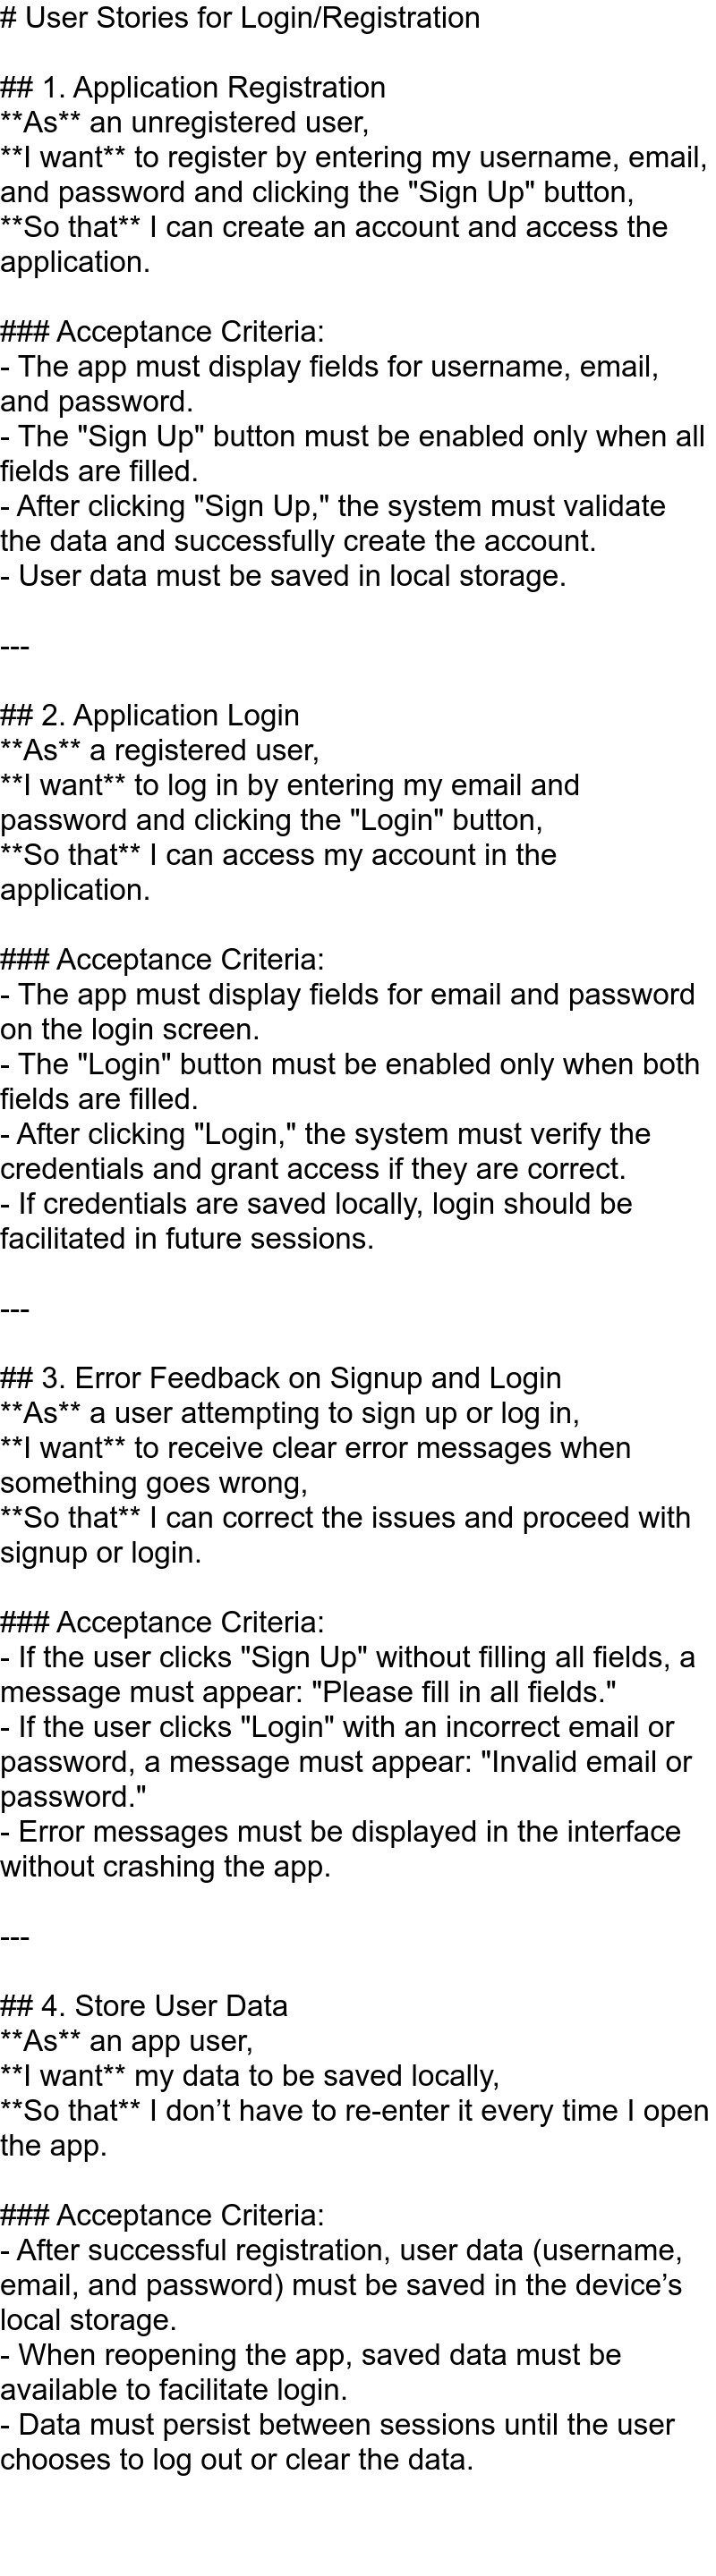 # User Stories for Login/Registration
## 1. Application Registration
**As** an unregistered user,
**I want** to register by entering my username, email,
and password and clicking the "Sign Up" button,
**So that** I can create an account and access the
application.
### Acceptance Criteria:
- The app must display fields for username, email,
and password.
- The "Sign Up" button must be enabled only when all
fields are filled.
- After clicking "Sign Up," the system must validate
the data and successfully create the account.
- User data must be saved in local storage.
---
## 2. Application Login
**As** a registered user,
**I want** to log in by entering my email and
password and clicking the "Login" button,
**So that** I can access my account in the
application.
### Acceptance Criteria:
- The app must display fields for email and password
on the login screen.
- The "Login" button must be enabled only when both
fields are filled.
- After clicking "Login," the system must verify the
credentials and grant access if they are correct.
- If credentials are saved locally, login should be
facilitated in future sessions.
---
## 3. Error Feedback on Signup and Login
**As** a user attempting to sign up or log in,
**I want** to receive clear error messages when
something goes wrong,
**So that** I can correct the issues and proceed with
signup or login.
### Acceptance Criteria:
- If the user clicks "Sign Up" without filling all fields, a
message must appear: "Please fill in all fields."
- If the user clicks "Login" with an incorrect email or
password, a message must appear: "Invalid email or
password."
- Error messages must be displayed in the interface
without crashing the app.
---
## 4. Store User Data
**As** an app user,
**I want** my data to be saved locally,
**So that** I don’t have to re-enter it every time I open
the app.
### Acceptance Criteria:
- After successful registration, user data (username,
email, and password) must be saved in the device’s
local storage.
- When reopening the app, saved data must be
available to facilitate login.
- Data must persist between sessions until the user
chooses to log out or clear the data.